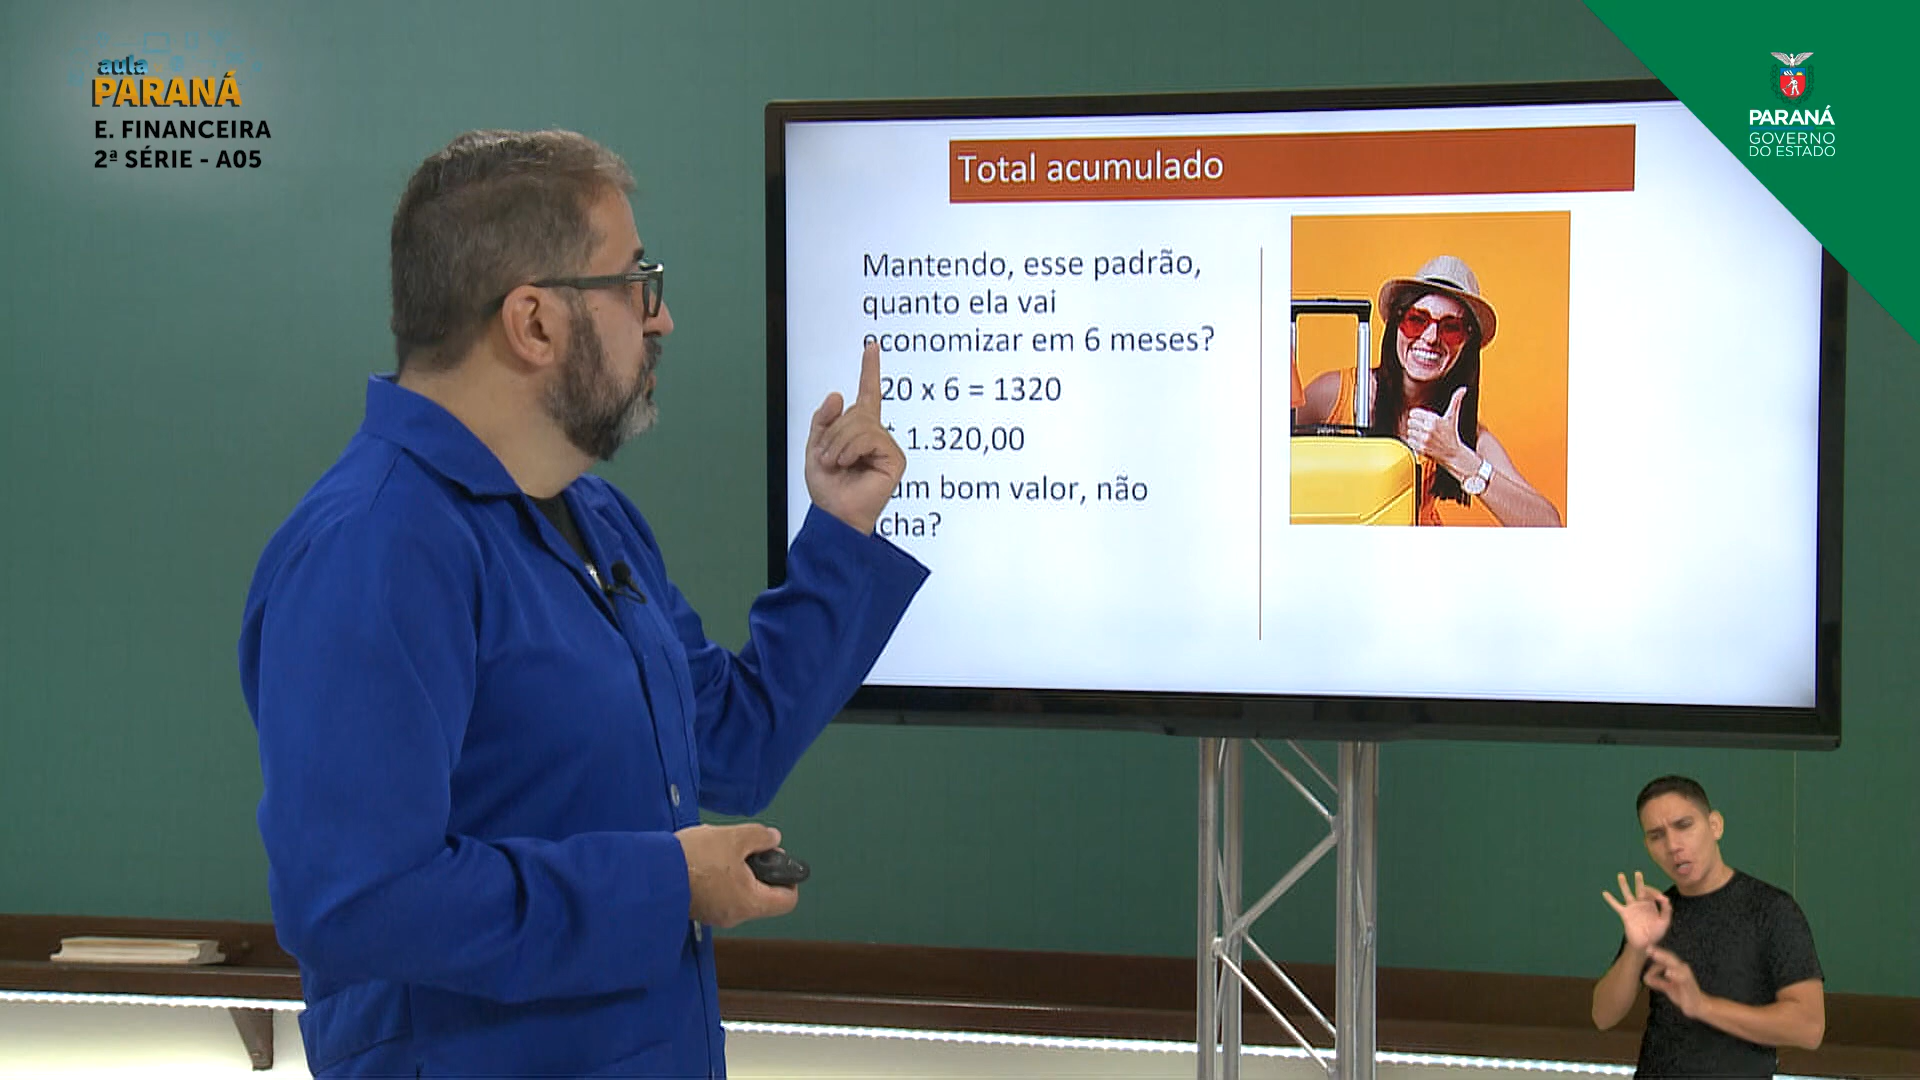 aula
PARANÁ
E. FINANCEIRA
2ª SÉRIE - A05
PARANÁ
GOVERNO
DO ESTADO
Total acumulado
Mantendo, esse padrão,
quanto ela vai
economizar em 6 meses?
20 x 6 = 1320
1.320,00
um bom valor, não
cha?